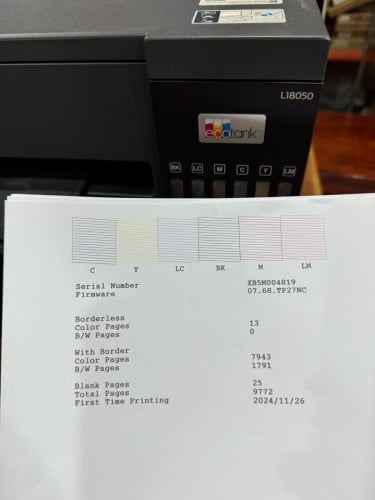 L18050
ecotank
BK LC M C Y LM
C Y LC BK M LM
Serial Number XB5M004819
Firmware 07.68.TP27NC
Borderless
Color Pages 13
B/W Pages 0
With Border
Color Pages 7943
B/W Pages 1791
Blank Pages 25
Total Pages 9772
First Time Printing 2024/11/26